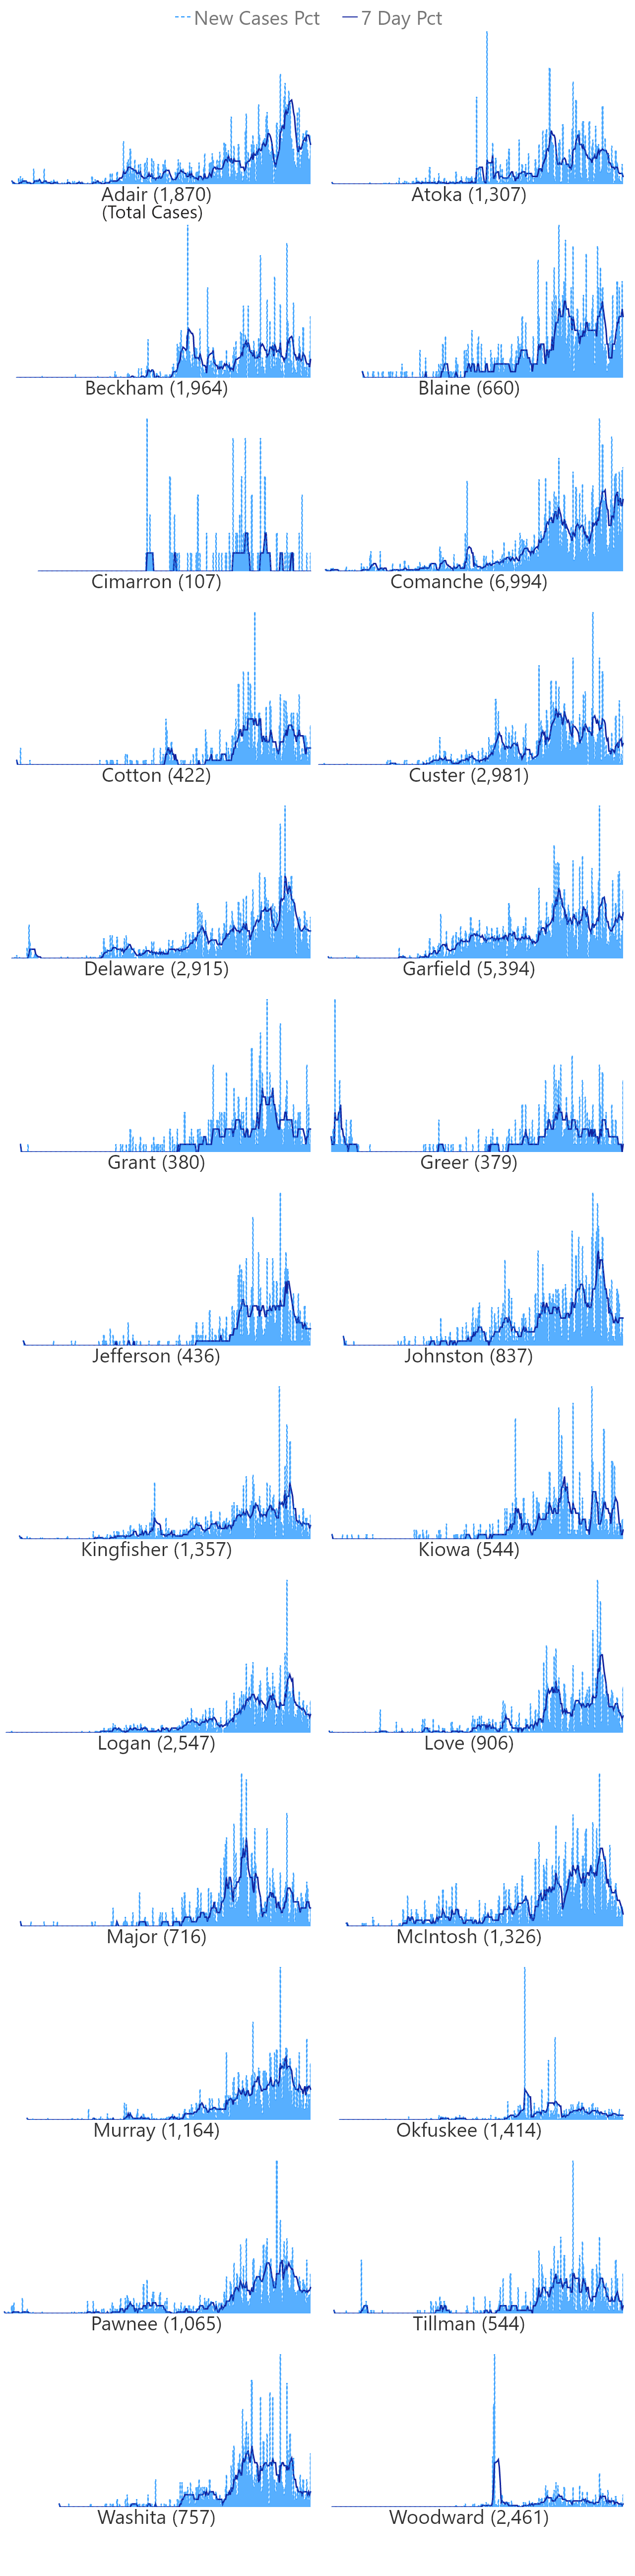 New Cases Pct 7 Day Pct
Adair (1,870) Atoka (1,307)
(Total Cases)
Beckham (1,964) Blaine (660)
Cimarron (107) Comanche (6,994)
Cotton (422) Custer (2,981)
Delaware (2,915) Garfield (5,394)
Grant (380) Greer (379)
Jefferson (436) Johnston (837)
Kingfisher (1,357) Kiowa (544)
Logan (2,547) Love (906)
Major (716) McIntosh (1,326)
Murray (1,164) Okfuskee (1,414)
Pawnee (1,065) Tillman (544)
Washita (757) Woodward (2,461)